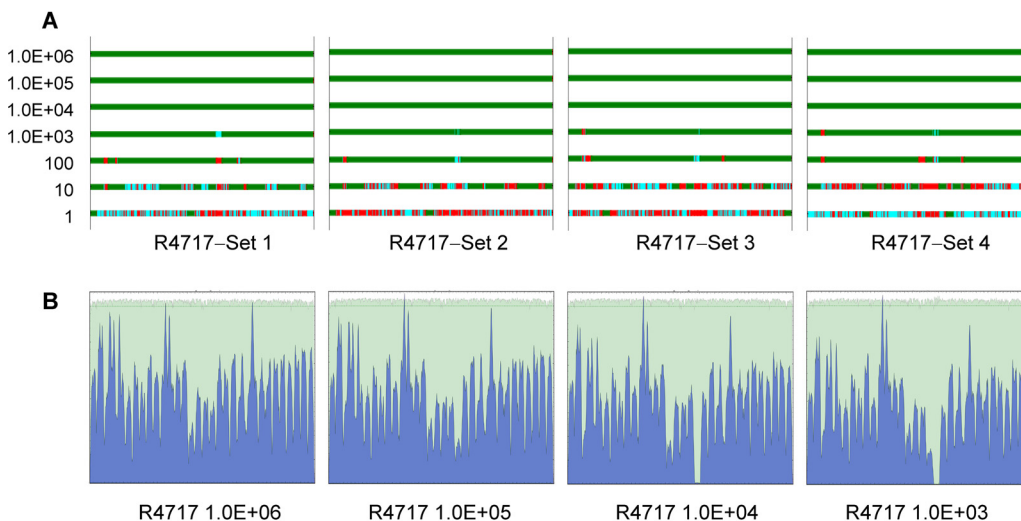 A
1.0E+06
1.0E+05
1.0E+04
1.0E+03
100
10
1
R4717–Set 1
R4717–Set 2
R4717–Set 3
R4717–Set 4
B
R4717 1.0E+06
R4717 1.0E+05
R4717 1.0E+04
R4717 1.0E+03